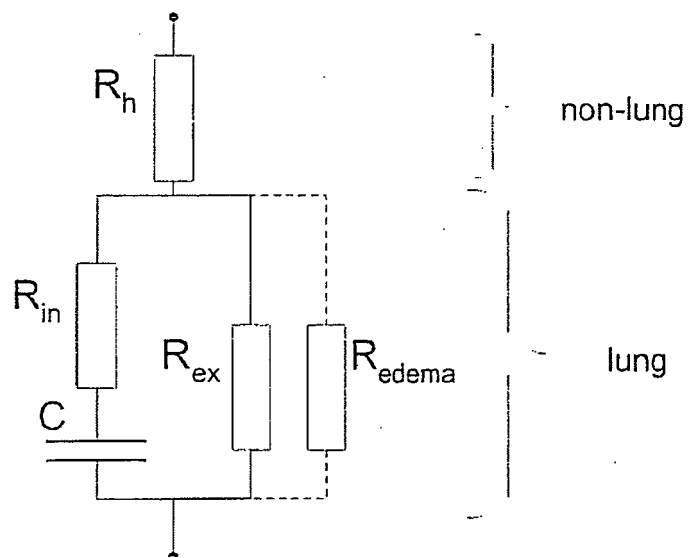 R_h
non-lung
R_in
R_ex
R_edema
lung
C